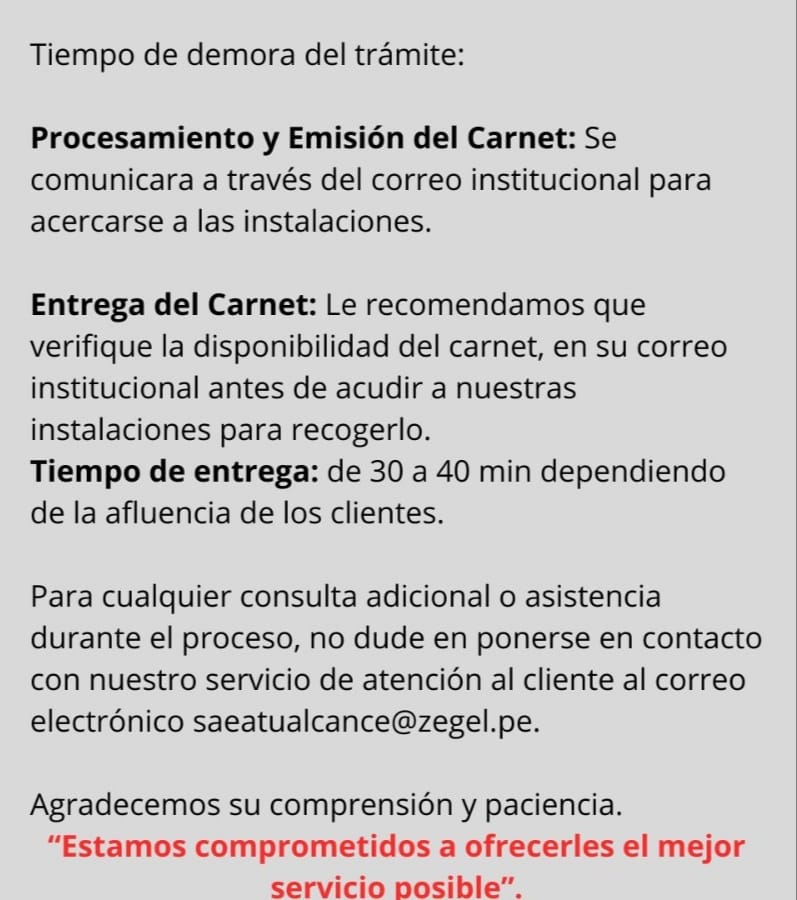 Tiempo de demora del trámite:
Procesamiento y Emisión del Carnet: Se
comunicara a través del correo institucional para
acercarse a las instalaciones.
Entrega del Carnet: Le recomendamos que
verifique la disponibilidad del carnet, en su correo
institucional antes de acudir a nuestras
instalaciones para recogerlo.
Tiempo de entrega: de 30 a 40 min dependiendo
de la afluencia de los clientes.
Para cualquier consulta adicional o asistencia
durante el proceso, no dude en ponerse en contacto
con nuestro servicio de atención al cliente al correo
electrónico saeatualcance@zegel.pe.
Agradecemos su comprensión y paciencia.
“Estamos comprometidos a ofrecerles el mejor
servicio posible”.